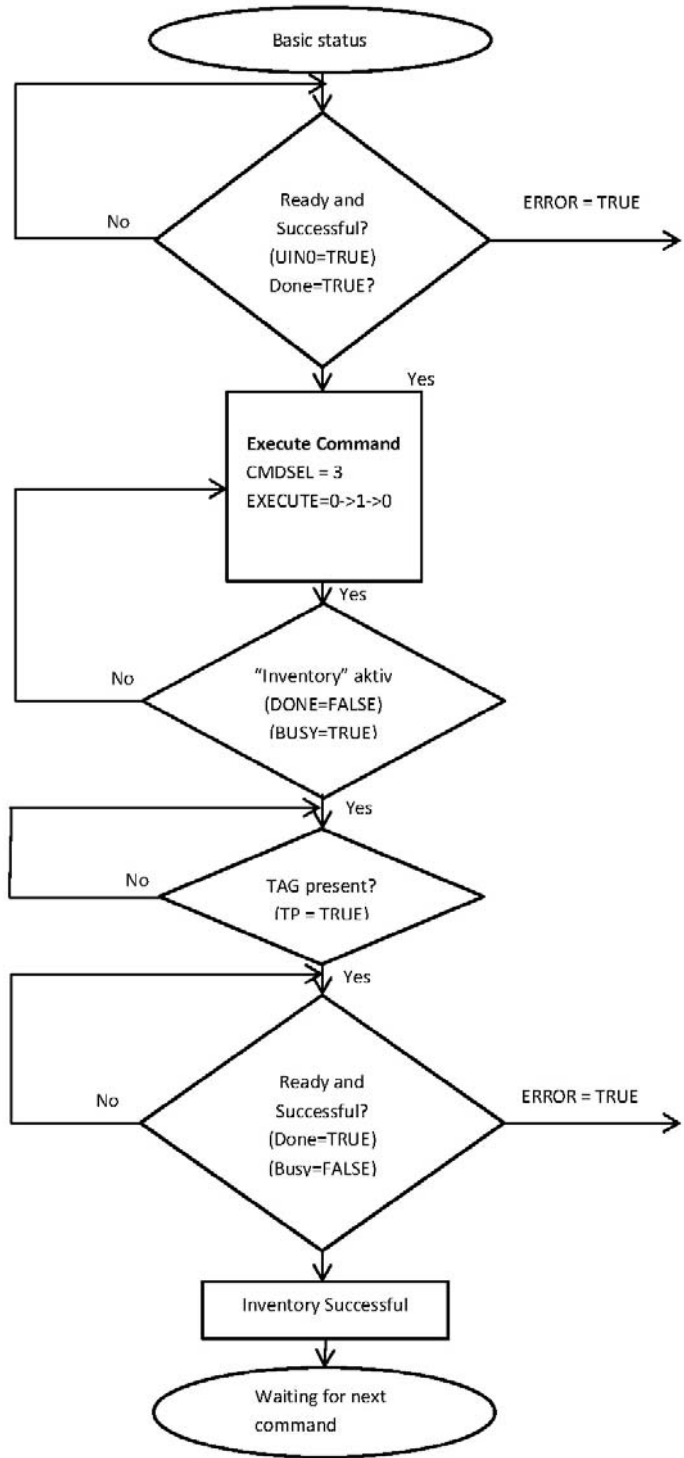 Basic status
No
Ready and
Successful?
(UIN0=TRUE)
Done=TRUE?
ERROR = TRUE
Yes
Execute Command
CMDSEL = 3
EXECUTE=0->1->0
Yes
No
“Inventory” aktiv
(DONE=FALSE)
(BUSY=TRUE)
Yes
No
TAG present?
(TP = TRUE)
Yes
No
Ready and
Successful?
(Done=TRUE)
(Busy=FALSE)
ERROR = TRUE
Inventory Successful
Waiting for next
command